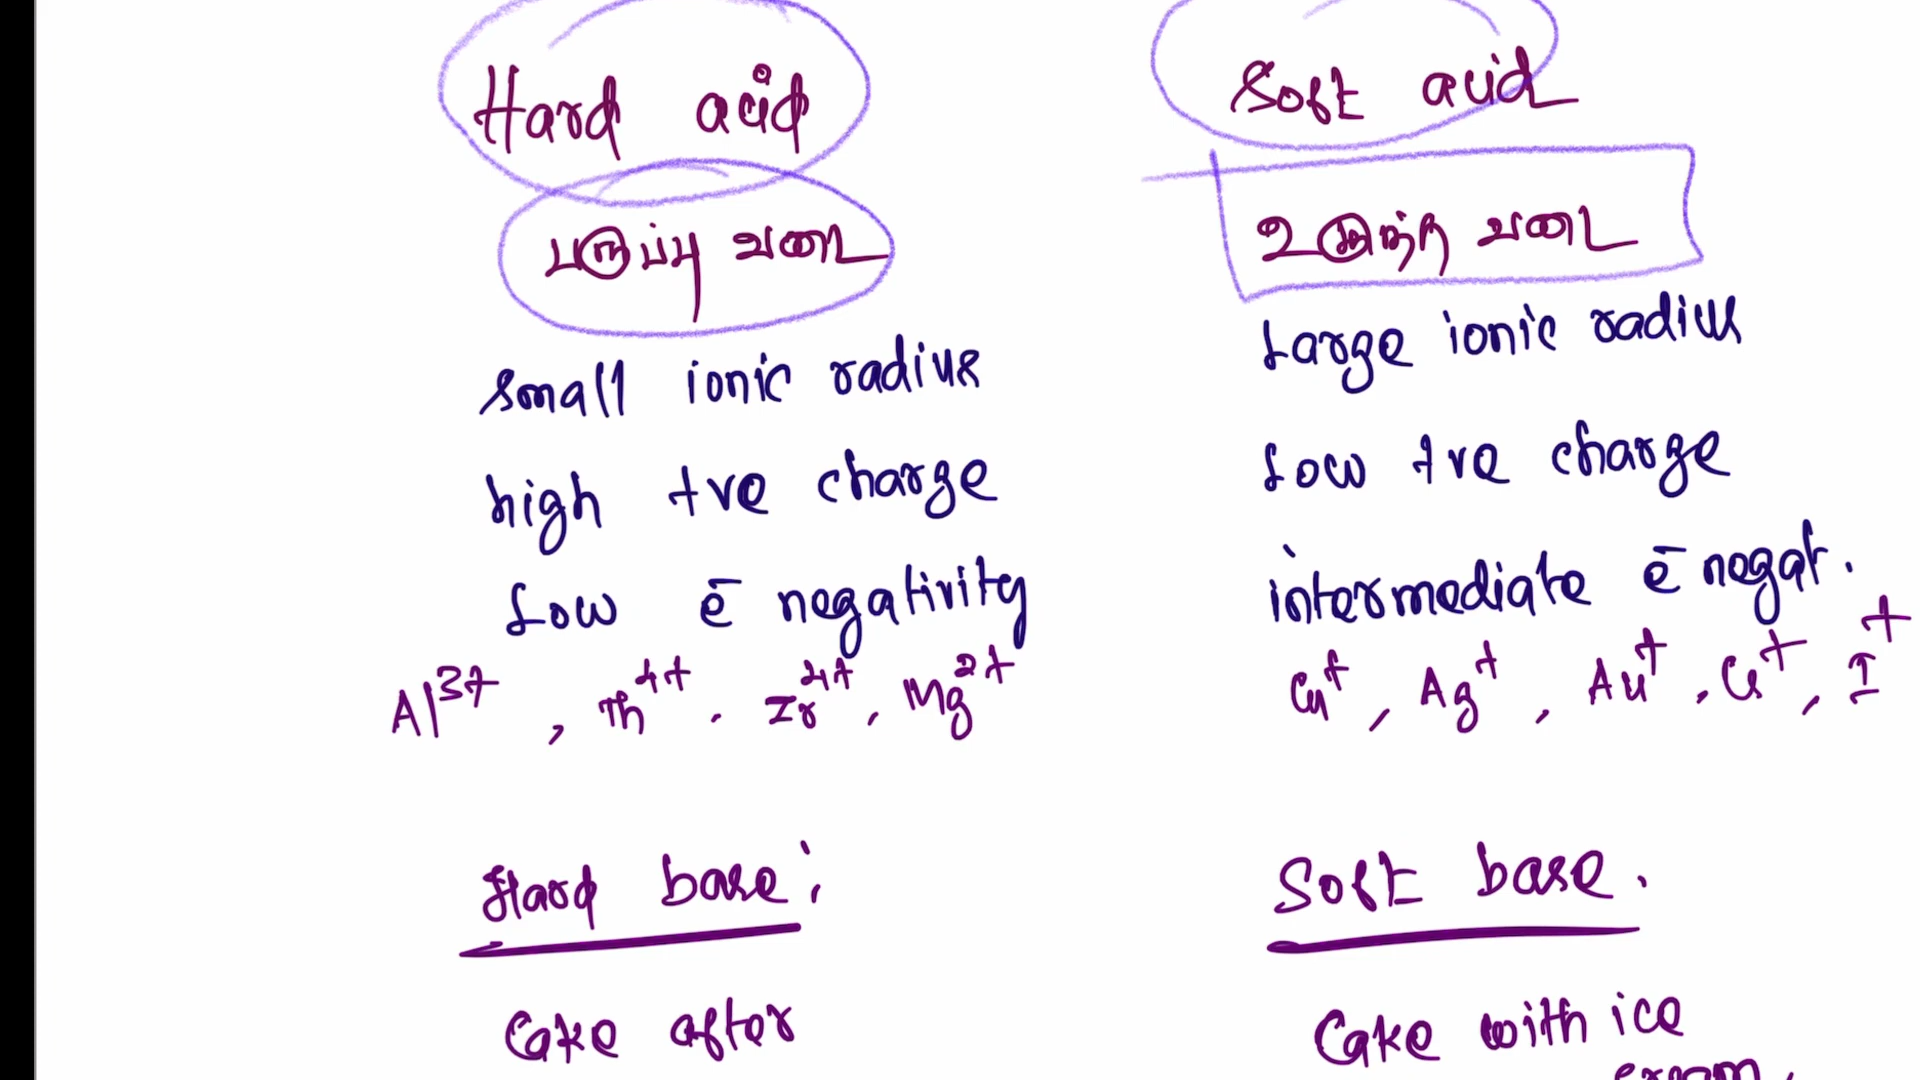 Hard acid
Soft acid
பருப்பு வடை
உளுந்து வடை
Small ionic radius
Large ionic radius
high +ve charge
Low +ve charge
Low ē negativity
intermediate ē negat.
Al³⁺, Th⁴⁺, Zr⁴⁺, Mg²⁺
Cu⁺, Ag⁺, Au⁺, I⁺
Hard base:
Soft base.
Cake after
Cake with ice
cream.